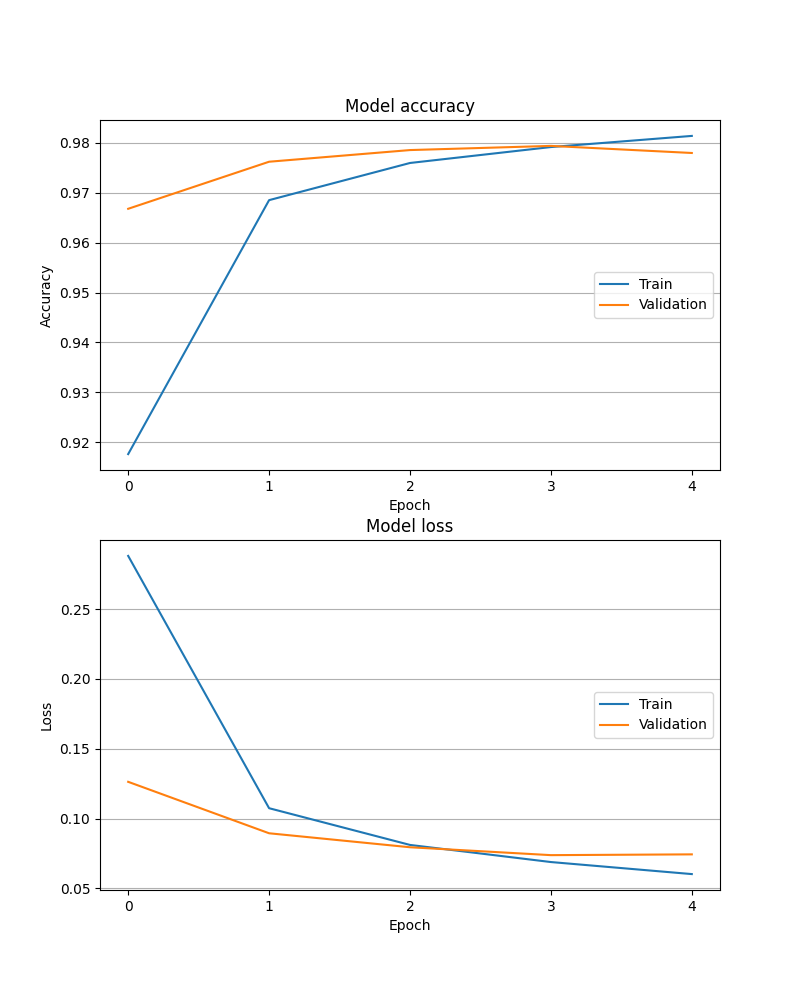 Model accuracy
0.98
0.97
0.96
0.95
0.94
0.93
0.92
Accuracy
Train
Validation
0 1 2 3 4
Epoch
Model loss
0.25
0.20
0.15
0.10
0.05
Loss
Train
Validation
0 1 2 3 4
Epoch